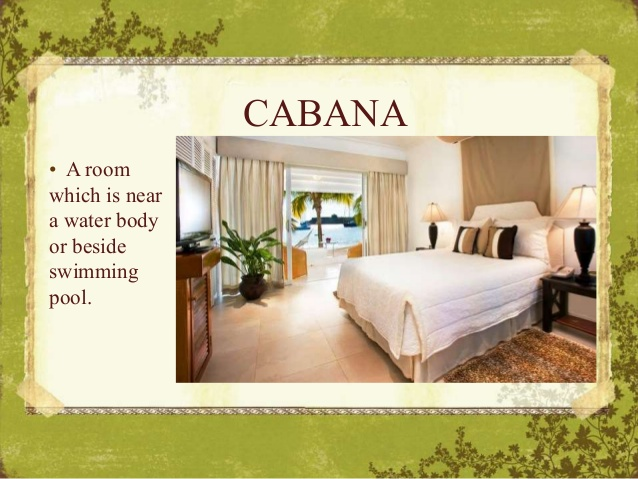 CABANA
• A room
which is near
a water body
or beside
swimming
pool.